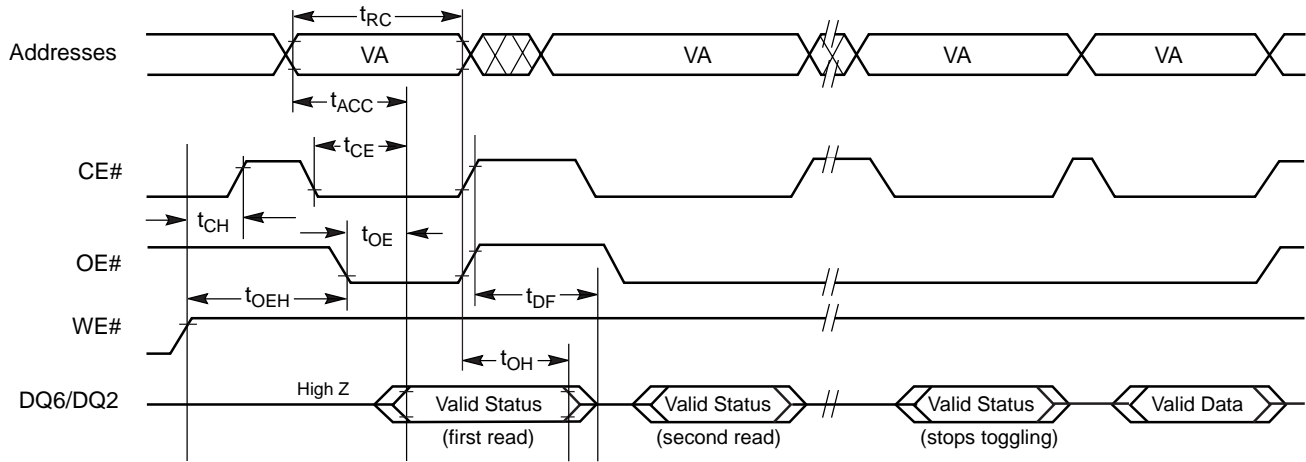 tRC
Addresses VA VA VA VA
tACC
tCE
CE#
tCH tOE
OE#
tOEH tDF
WE#
tOH
High Z
DQ6/DQ2 Valid Status Valid Status Valid Status Valid Data
(first read) (second read) (stops toggling)